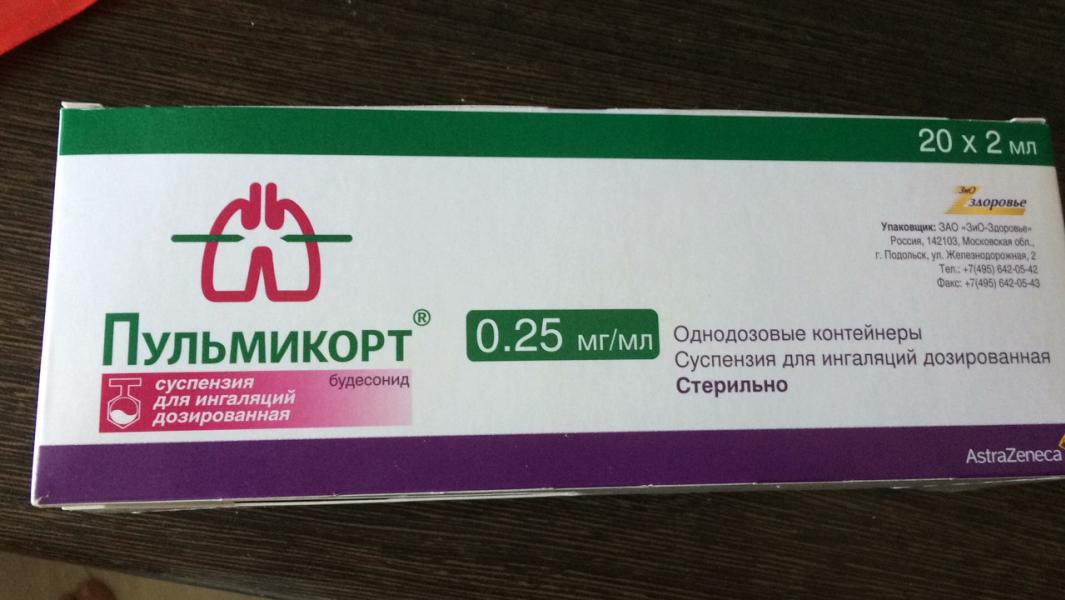 20 x 2 мл
ЗиО
здоровье
Упаковщик: ЗАО «ЗиО-Здоровье»
Россия, 142103, Московская обл.,
г. Подольск, ул. Железнодорожная, 2
Тел.: +7(495) 642-05-42
Факс: +7(495) 642-05-43
Пульмикорт®
будесонид
суспензия
для ингаляций
дозированная
0.25 мг/мл
Однодозовые контейнеры
Суспензия для ингаляций дозированная
Стерильно
AstraZeneca